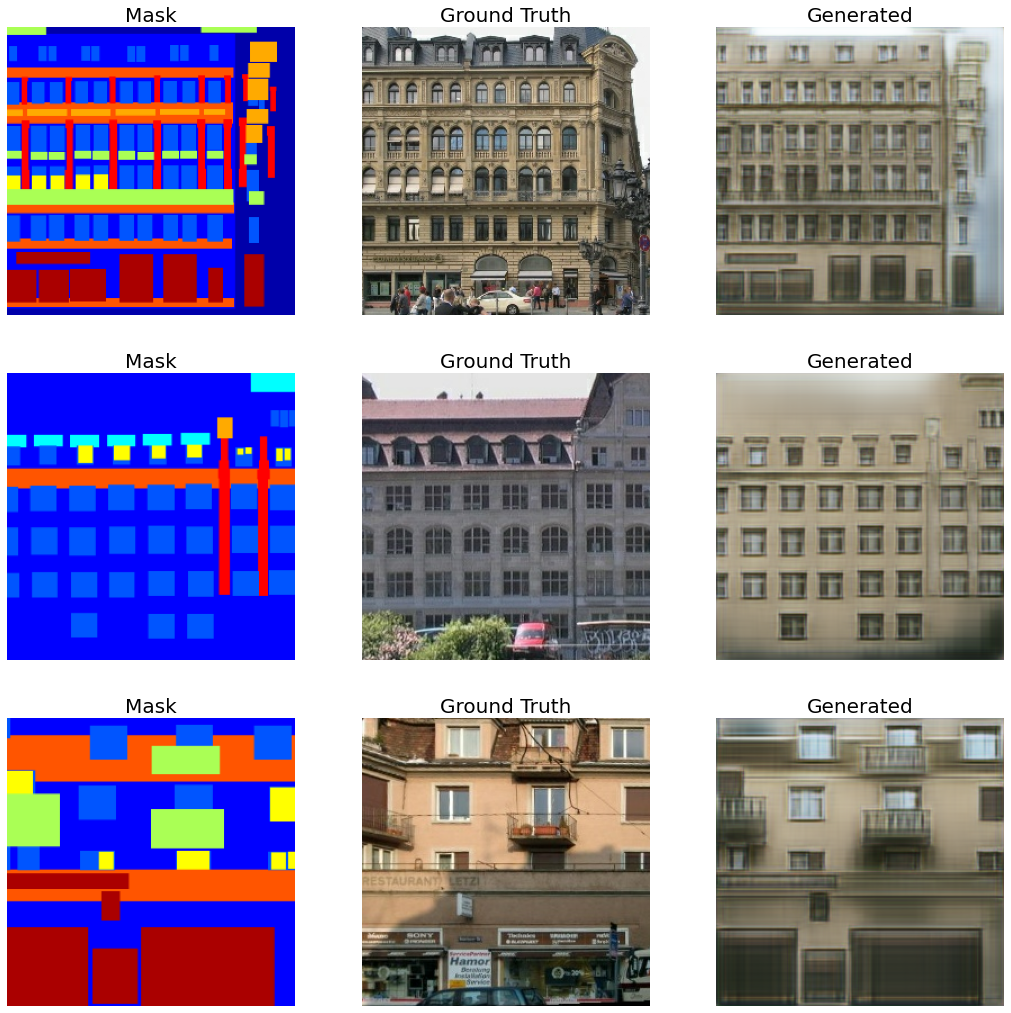 Mask Ground Truth Generated
Mask Ground Truth Generated
Mask Ground Truth Generated
RESTAURANT LETZI
SONY
Hamor